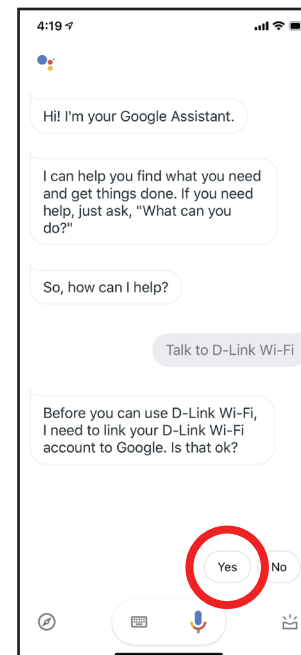 4:19
Hi! I'm your Google Assistant.
I can help you find what you need
and get things done. If you need
help, just ask, "What can you
do?"
So, how can I help?
Talk to D-Link Wi-Fi
Before you can use D-Link Wi-Fi,
I need to link your D-Link Wi-Fi
account to Google. Is that ok?
Yes No